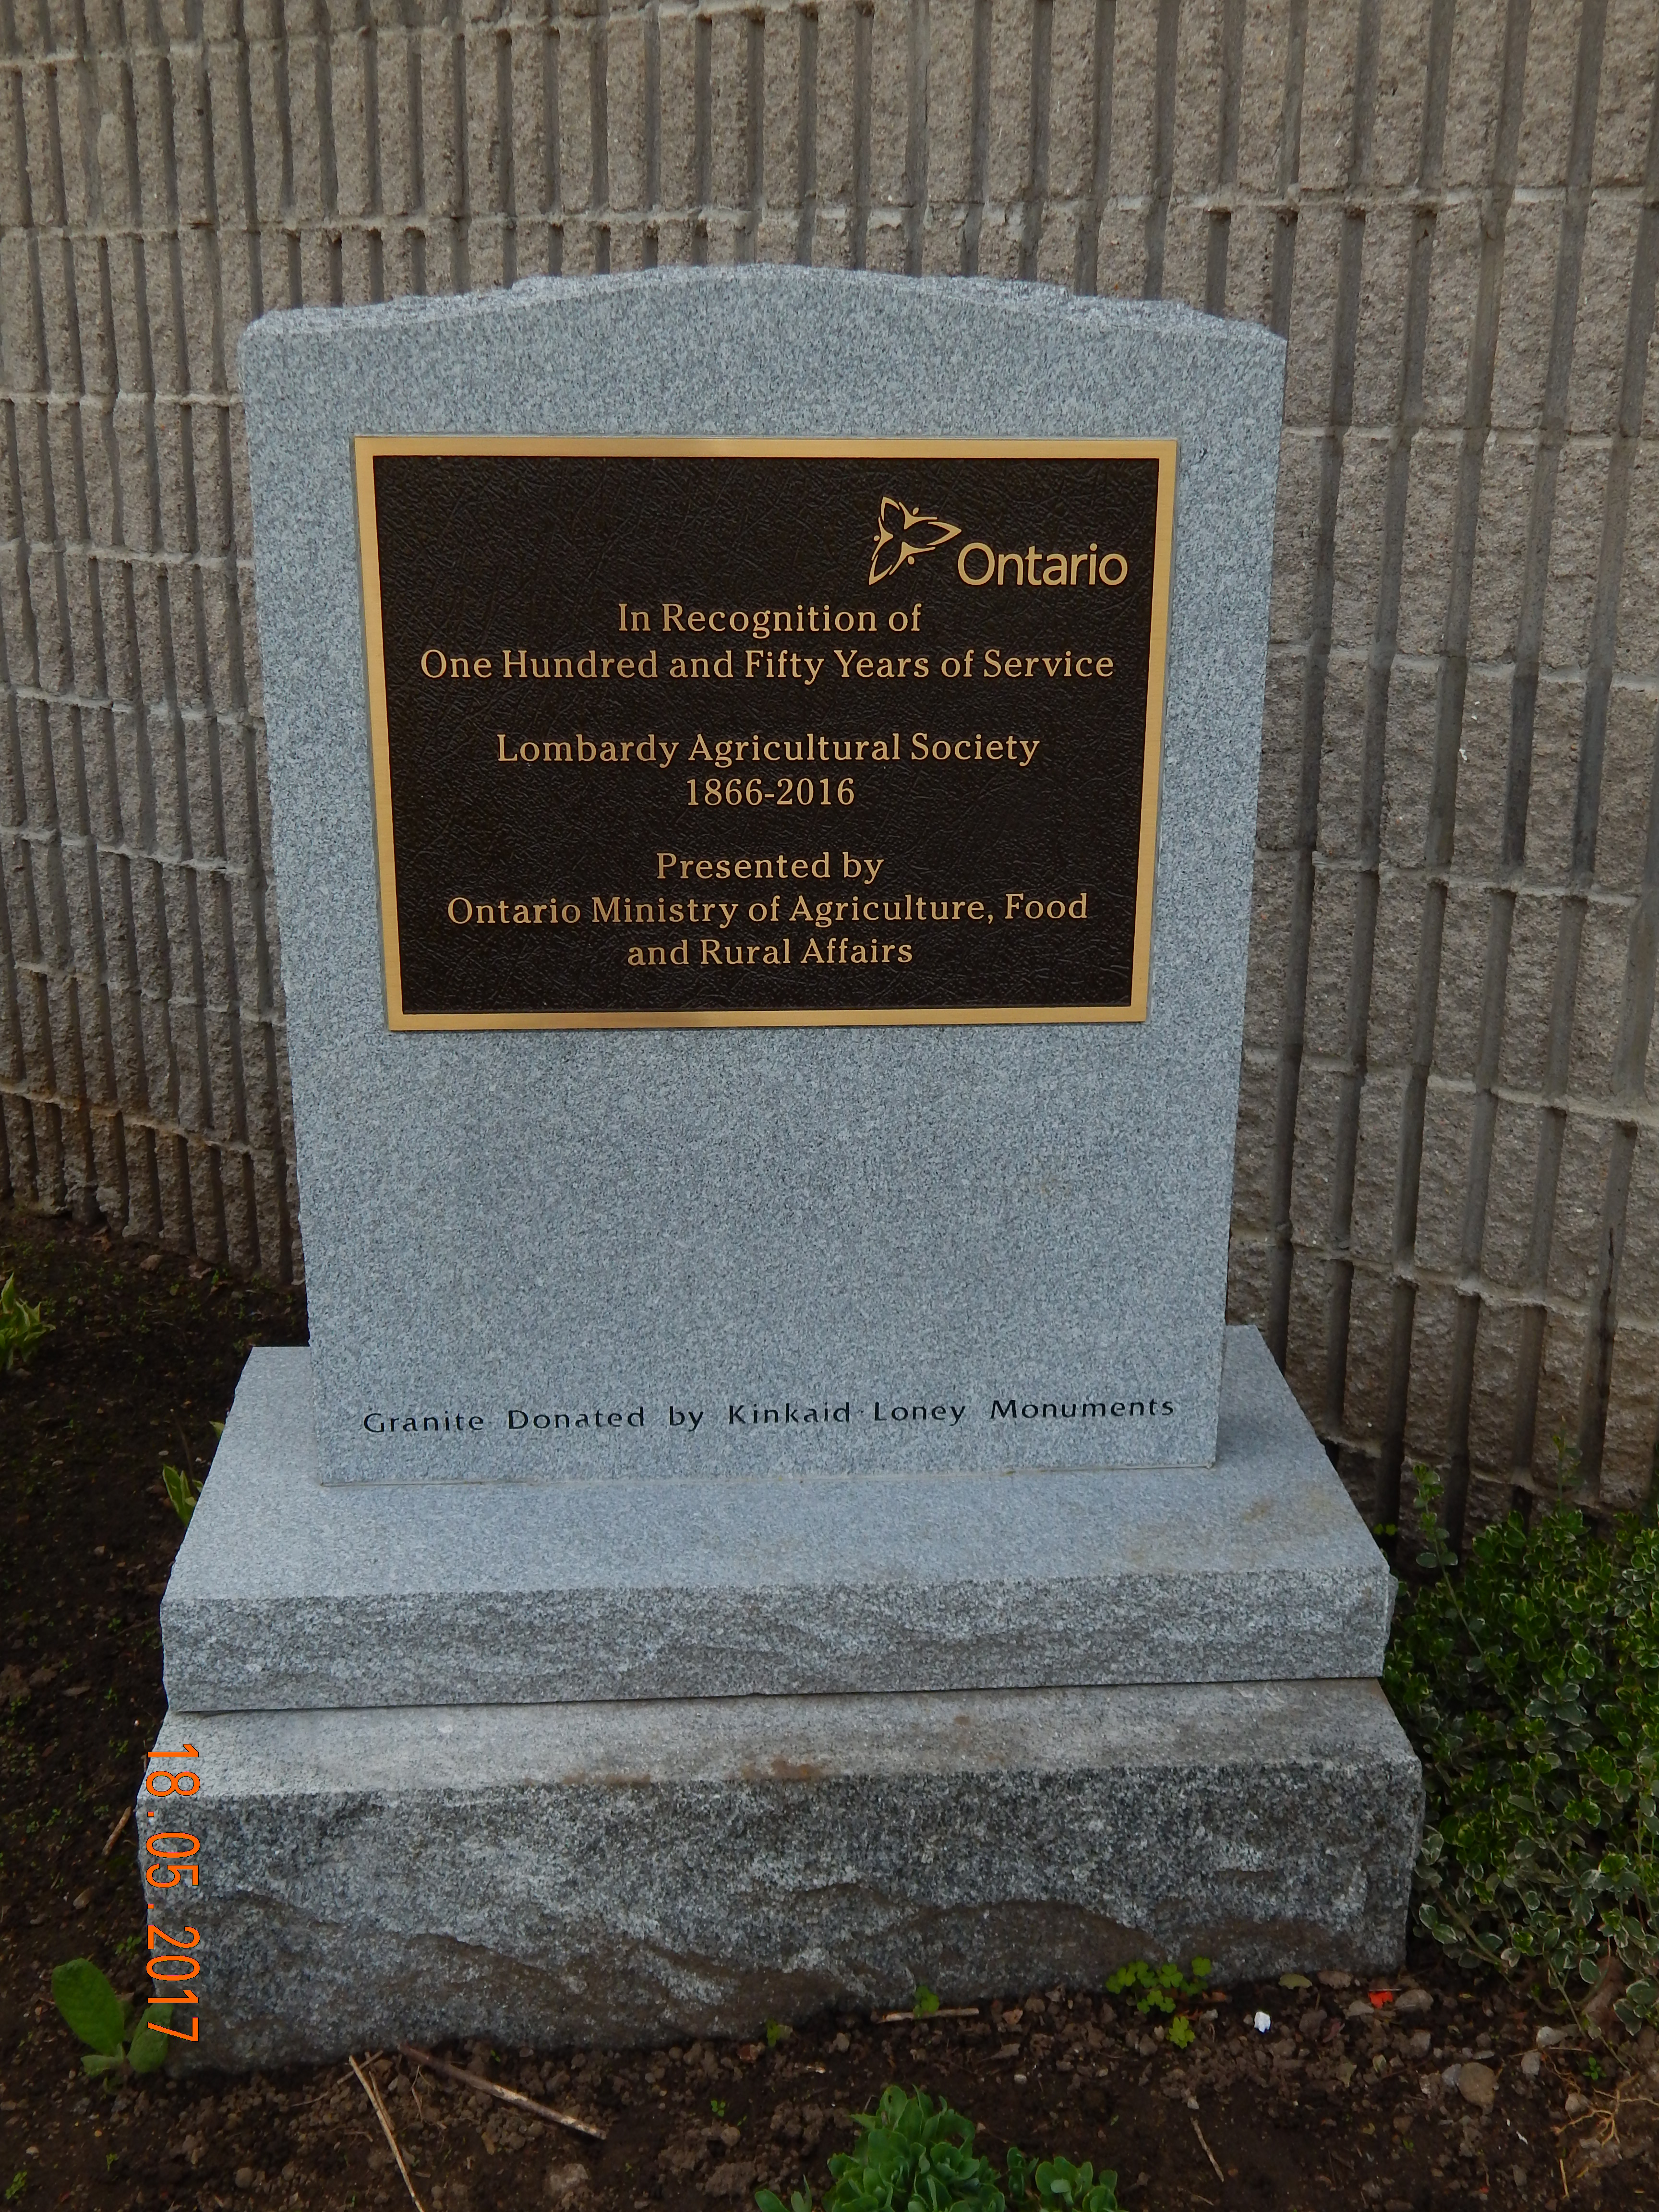 Ontario
In Recognition of
One Hundred and Fifty Years of Service
Lombardy Agricultural Society
1866-2016
Presented by
Ontario Ministry of Agriculture, Food
and Rural Affairs
Granite Donated by Kinkaid·Loney Monuments
18.05.2017